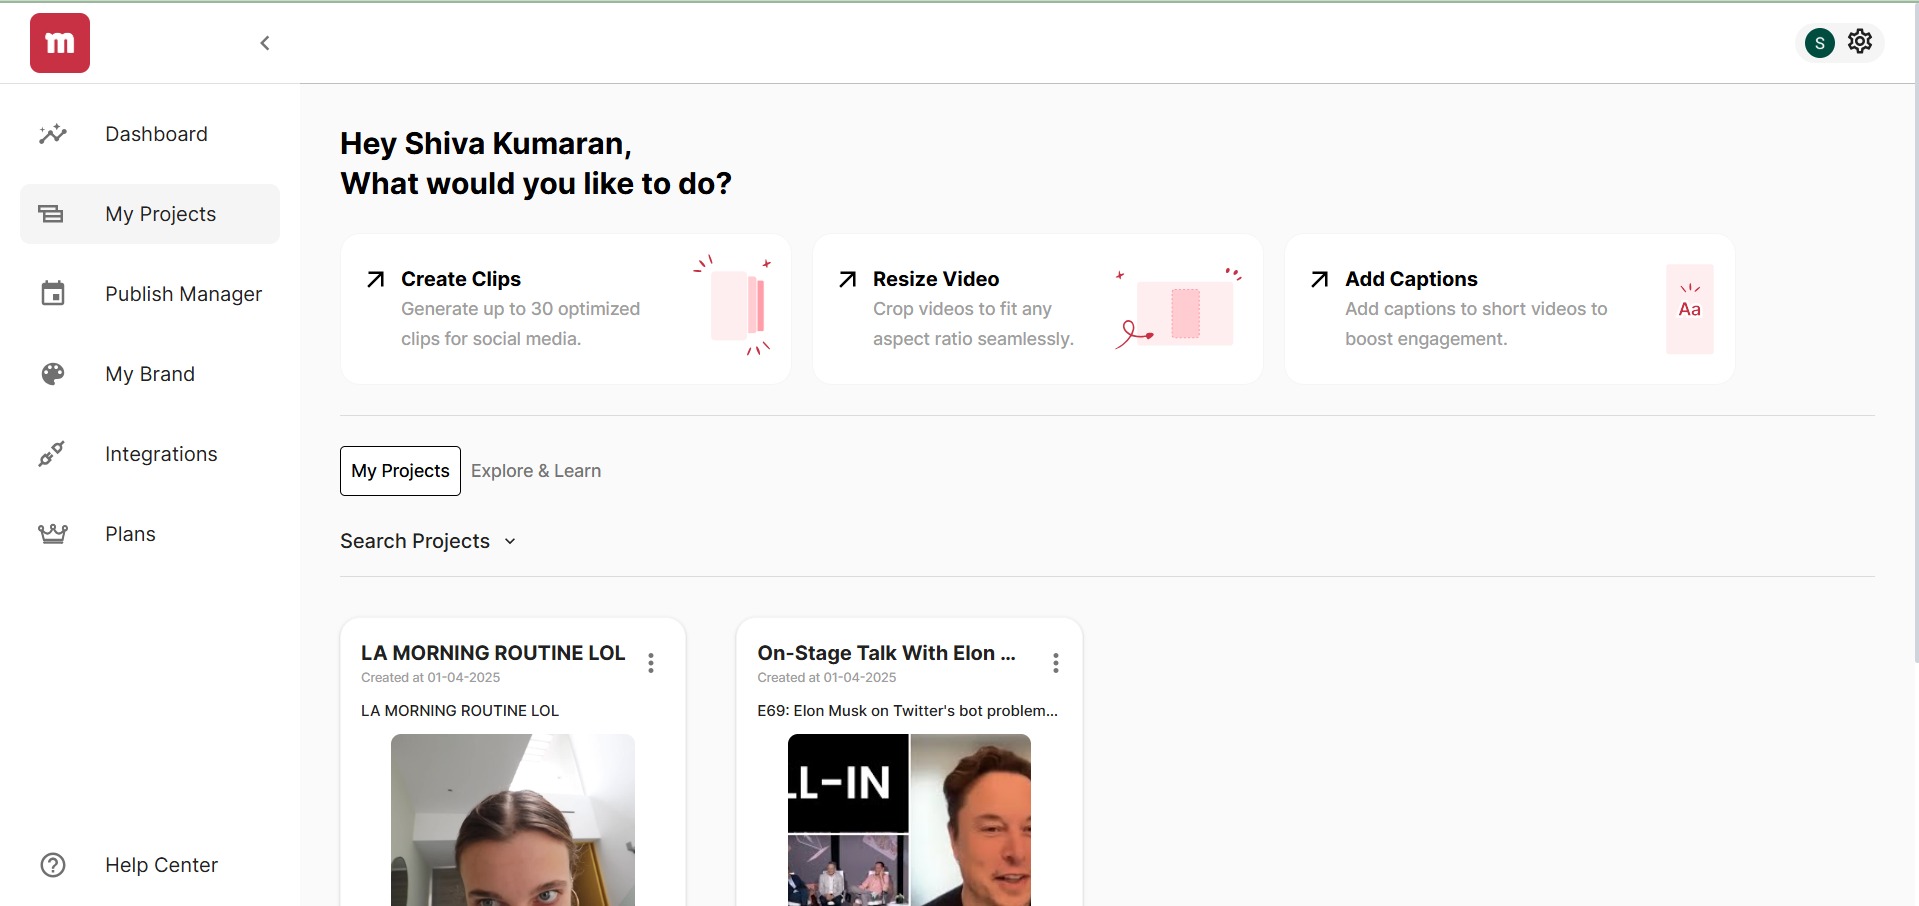 m
S
Dashboard
My Projects
Publish Manager
My Brand
Integrations
Plans
Help Center
Hey Shiva Kumaran,
What would you like to do?
Create Clips
Generate up to 30 optimized
clips for social media.
Resize Video
Crop videos to fit any
aspect ratio seamlessly.
Add Captions
Add captions to short videos to
boost engagement.
Aa
My Projects
Explore & Learn
Search Projects
LA MORNING ROUTINE LOL
Created at 01-04-2025
LA MORNING ROUTINE LOL
On-Stage Talk With Elon ...
Created at 01-04-2025
E69: Elon Musk on Twitter's bot problem...
LL-IN